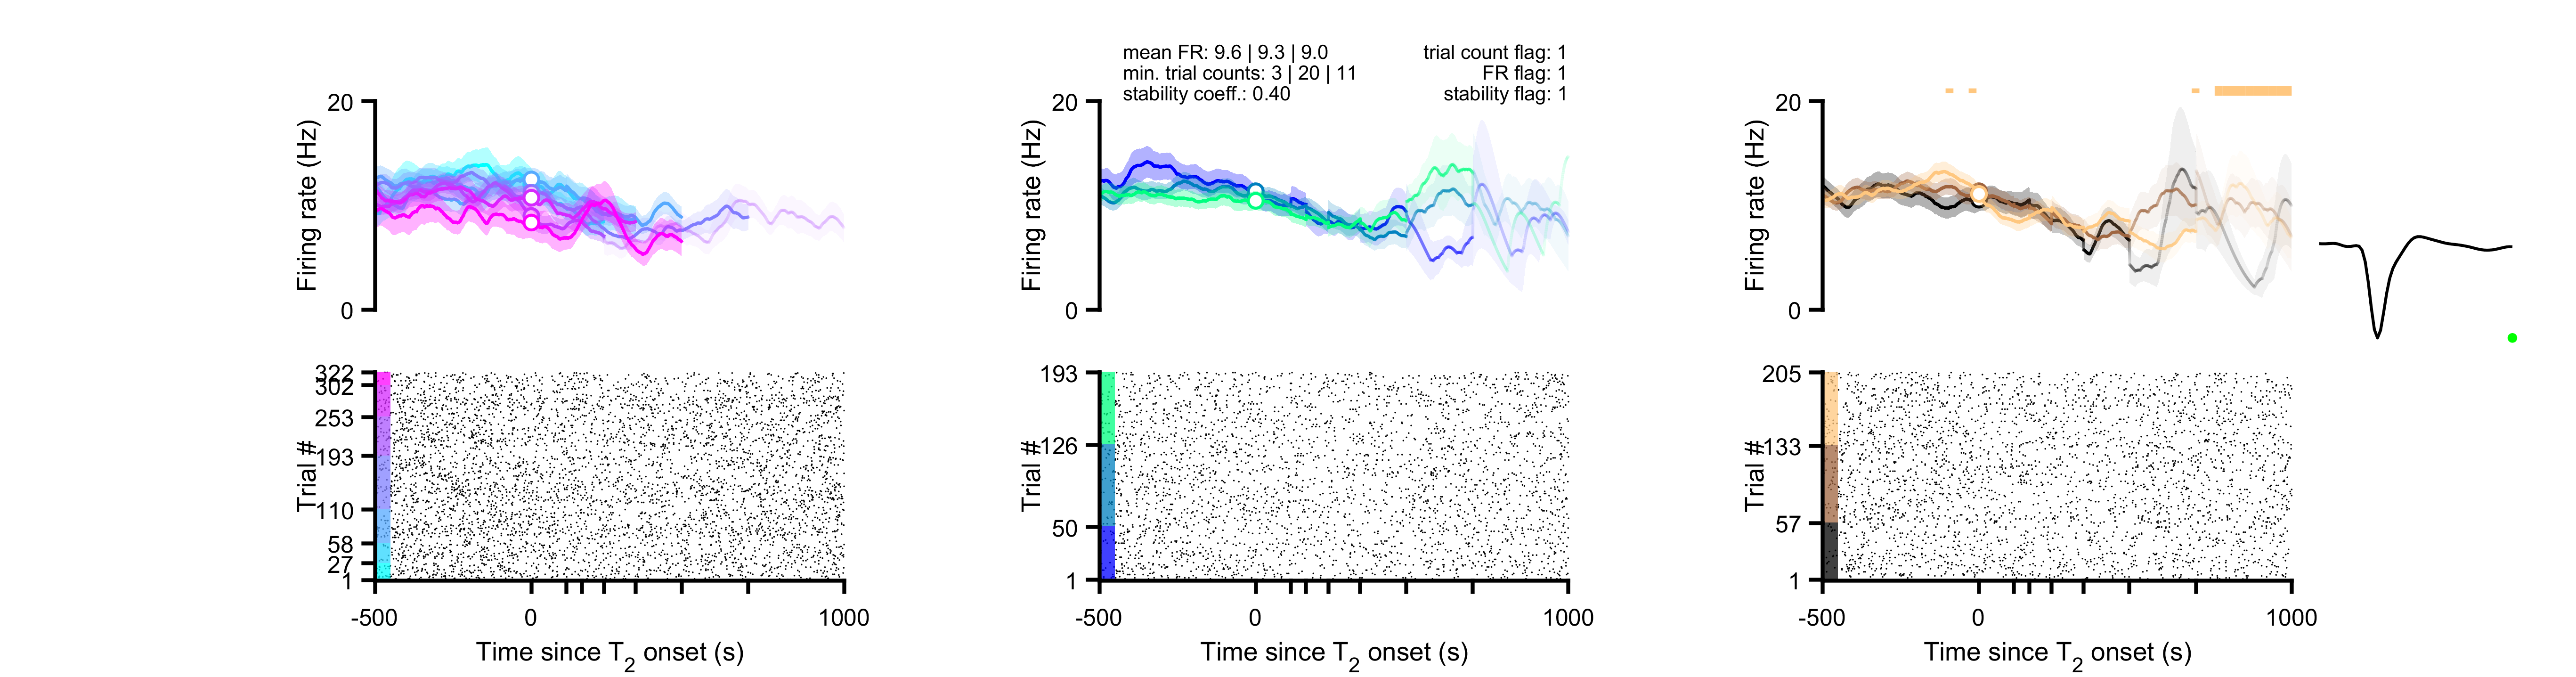 mean FR: 9.6 | 9.3 | 9.0
min. trial counts: 3 | 20 | 11
stability coeff.: 0.40
trial count flag: 1
FR flag: 1
stability flag: 1
20
Firing rate (Hz)
0
20
Firing rate (Hz)
0
20
Firing rate (Hz)
0
322
302
253
193
110
58
27
1
Trial #
-500
0
1000
Time since T2 onset (s)
193
126
50
1
Trial #
-500
0
1000
Time since T2 onset (s)
205
133
57
1
Trial #
-500
0
1000
Time since T2 onset (s)